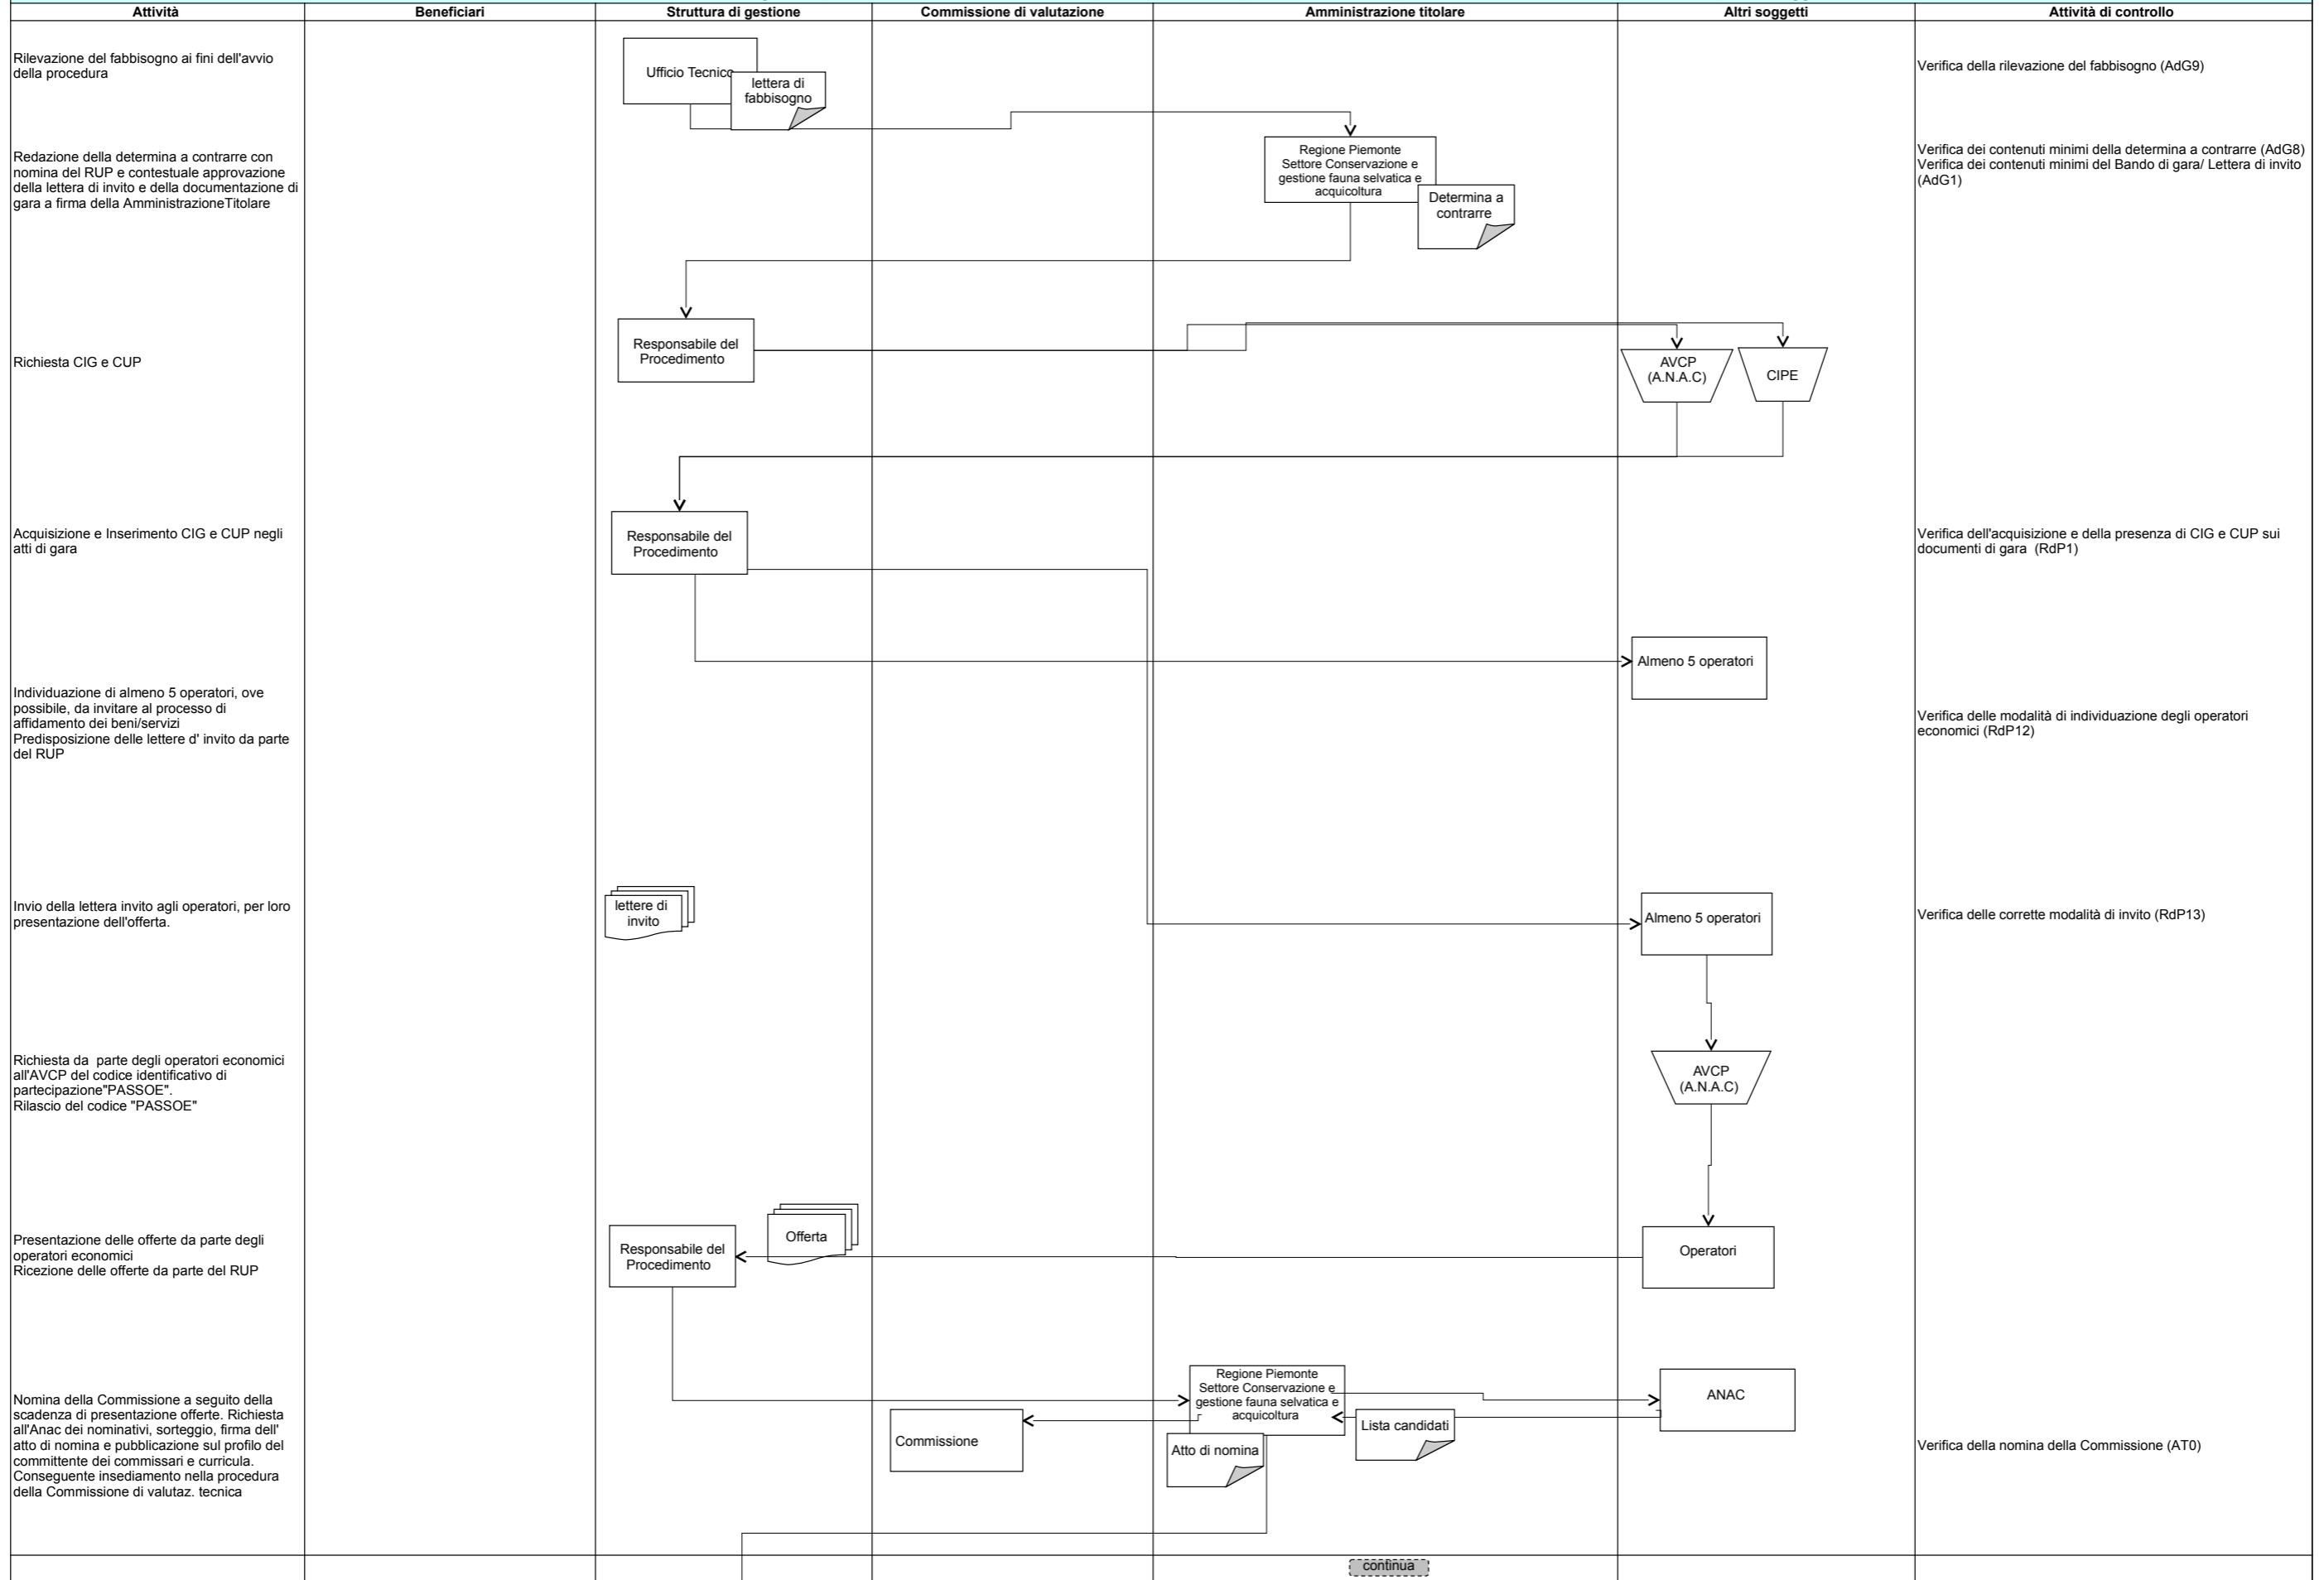 Attività
Beneficiari
Struttura di gestione
Commissione di valutazione
Amministrazione titolare
Altri soggetti
Attività di controllo
Rilevazione del fabbisogno ai fini dell'avvio
della procedura
Ufficio Tecnico
lettera di
fabbisogno
Verifica della rilevazione del fabbisogno (AdG9)
Redazione della determina a contrarre con
nomina del RUP e contestuale approvazione
della lettera di invito e della documentazione di
gara a firma della AmministrazioneTitolare
Regione Piemonte
Settore Conservazione e
gestione fauna selvatica e
acquicoltura
Determina a
contrarre
Verifica dei contenuti minimi della determina a contrarre (AdG8)
Verifica dei contenuti minimi del Bando di gara/ Lettera di invito
(AdG1)
Richiesta CIG e CUP
Responsabile del
Procedimento
AVCP
(A.N.A.C)
CIPE
Acquisizione e Inserimento CIG e CUP negli
atti di gara
Responsabile del
Procedimento
Verifica dell'acquisizione e della presenza di CIG e CUP sui
documenti di gara  (RdP1)
Almeno 5 operatori
Individuazione di almeno 5 operatori, ove
possibile, da invitare al processo di
affidamento dei beni/servizi
Predisposizione delle lettere d' invito da parte
del RUP
Verifica delle modalità di individuazione degli operatori
economici (RdP12)
Invio della lettera invito agli operatori, per loro
presentazione dell'offerta.
lettere di
invito
Almeno 5 operatori
Verifica delle corrette modalità di invito (RdP13)
Richiesta da  parte degli operatori economici
all'AVCP del codice identificativo di
partecipazione"PASSOE".
Rilascio del codice "PASSOE"
AVCP
(A.N.A.C)
Presentazione delle offerte da parte degli
operatori economici
Ricezione delle offerte da parte del RUP
Responsabile del
Procedimento
Offerta
Operatori
Nomina della Commissione a seguito della
scadenza di presentazione offerte. Richiesta
all'Anac dei nominativi, sorteggio, firma dell'
atto di nomina e pubblicazione sul profilo del
committente dei commissari e curricula.
Conseguente insediamento nella procedura
della Commissione di valutaz. tecnica
Commissione
Regione Piemonte
Settore Conservazione e
gestione fauna selvatica e
acquicoltura
Atto di nomina
Lista candidati
ANAC
Verifica della nomina della Commissione (AT0)
continua